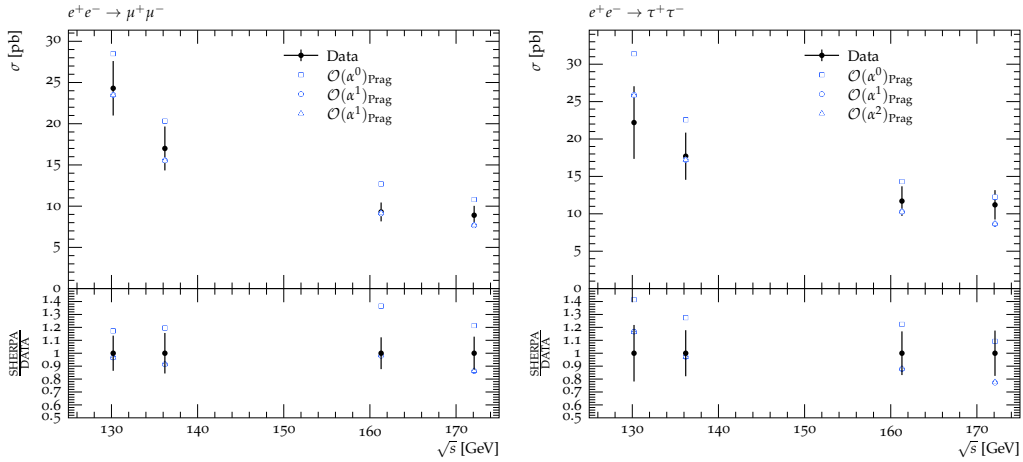 e⁺e⁻ → μ⁺μ⁻
σ [pb]
30
25
20
15
10
5
0
Data
𝒪(α⁰)Prag
𝒪(α¹)Prag
𝒪(α¹)Prag
SHERPA
DATA
1.4
1.3
1.2
1.1
1
0.9
0.8
0.7
0.6
0.5
130 140 150 160 170
√s [GeV]
e⁺e⁻ → τ⁺τ⁻
σ [pb]
30
25
20
15
10
5
0
Data
𝒪(α⁰)Prag
𝒪(α¹)Prag
𝒪(α²)Prag
SHERPA
DATA
1.4
1.3
1.2
1.1
1
0.9
0.8
0.7
0.6
0.5
130 140 150 160 170
√s [GeV]